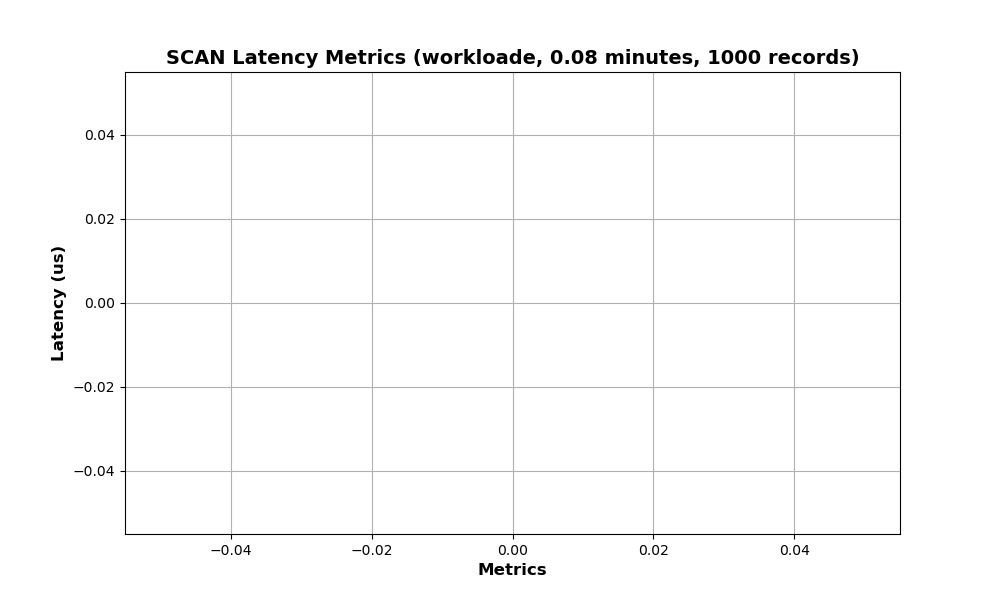 SCAN Latency Metrics (workloade, 0.08 minutes, 1000 records)
Latency (us)
0.04
0.02
0.00
−0.02
−0.04
−0.04 −0.02 0.00 0.02 0.04
Metrics